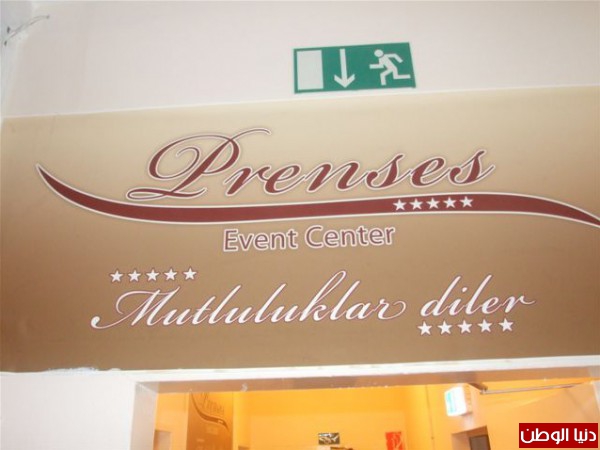 Prenses
Event Center
Mutluluklar diler
دنيا الوطن